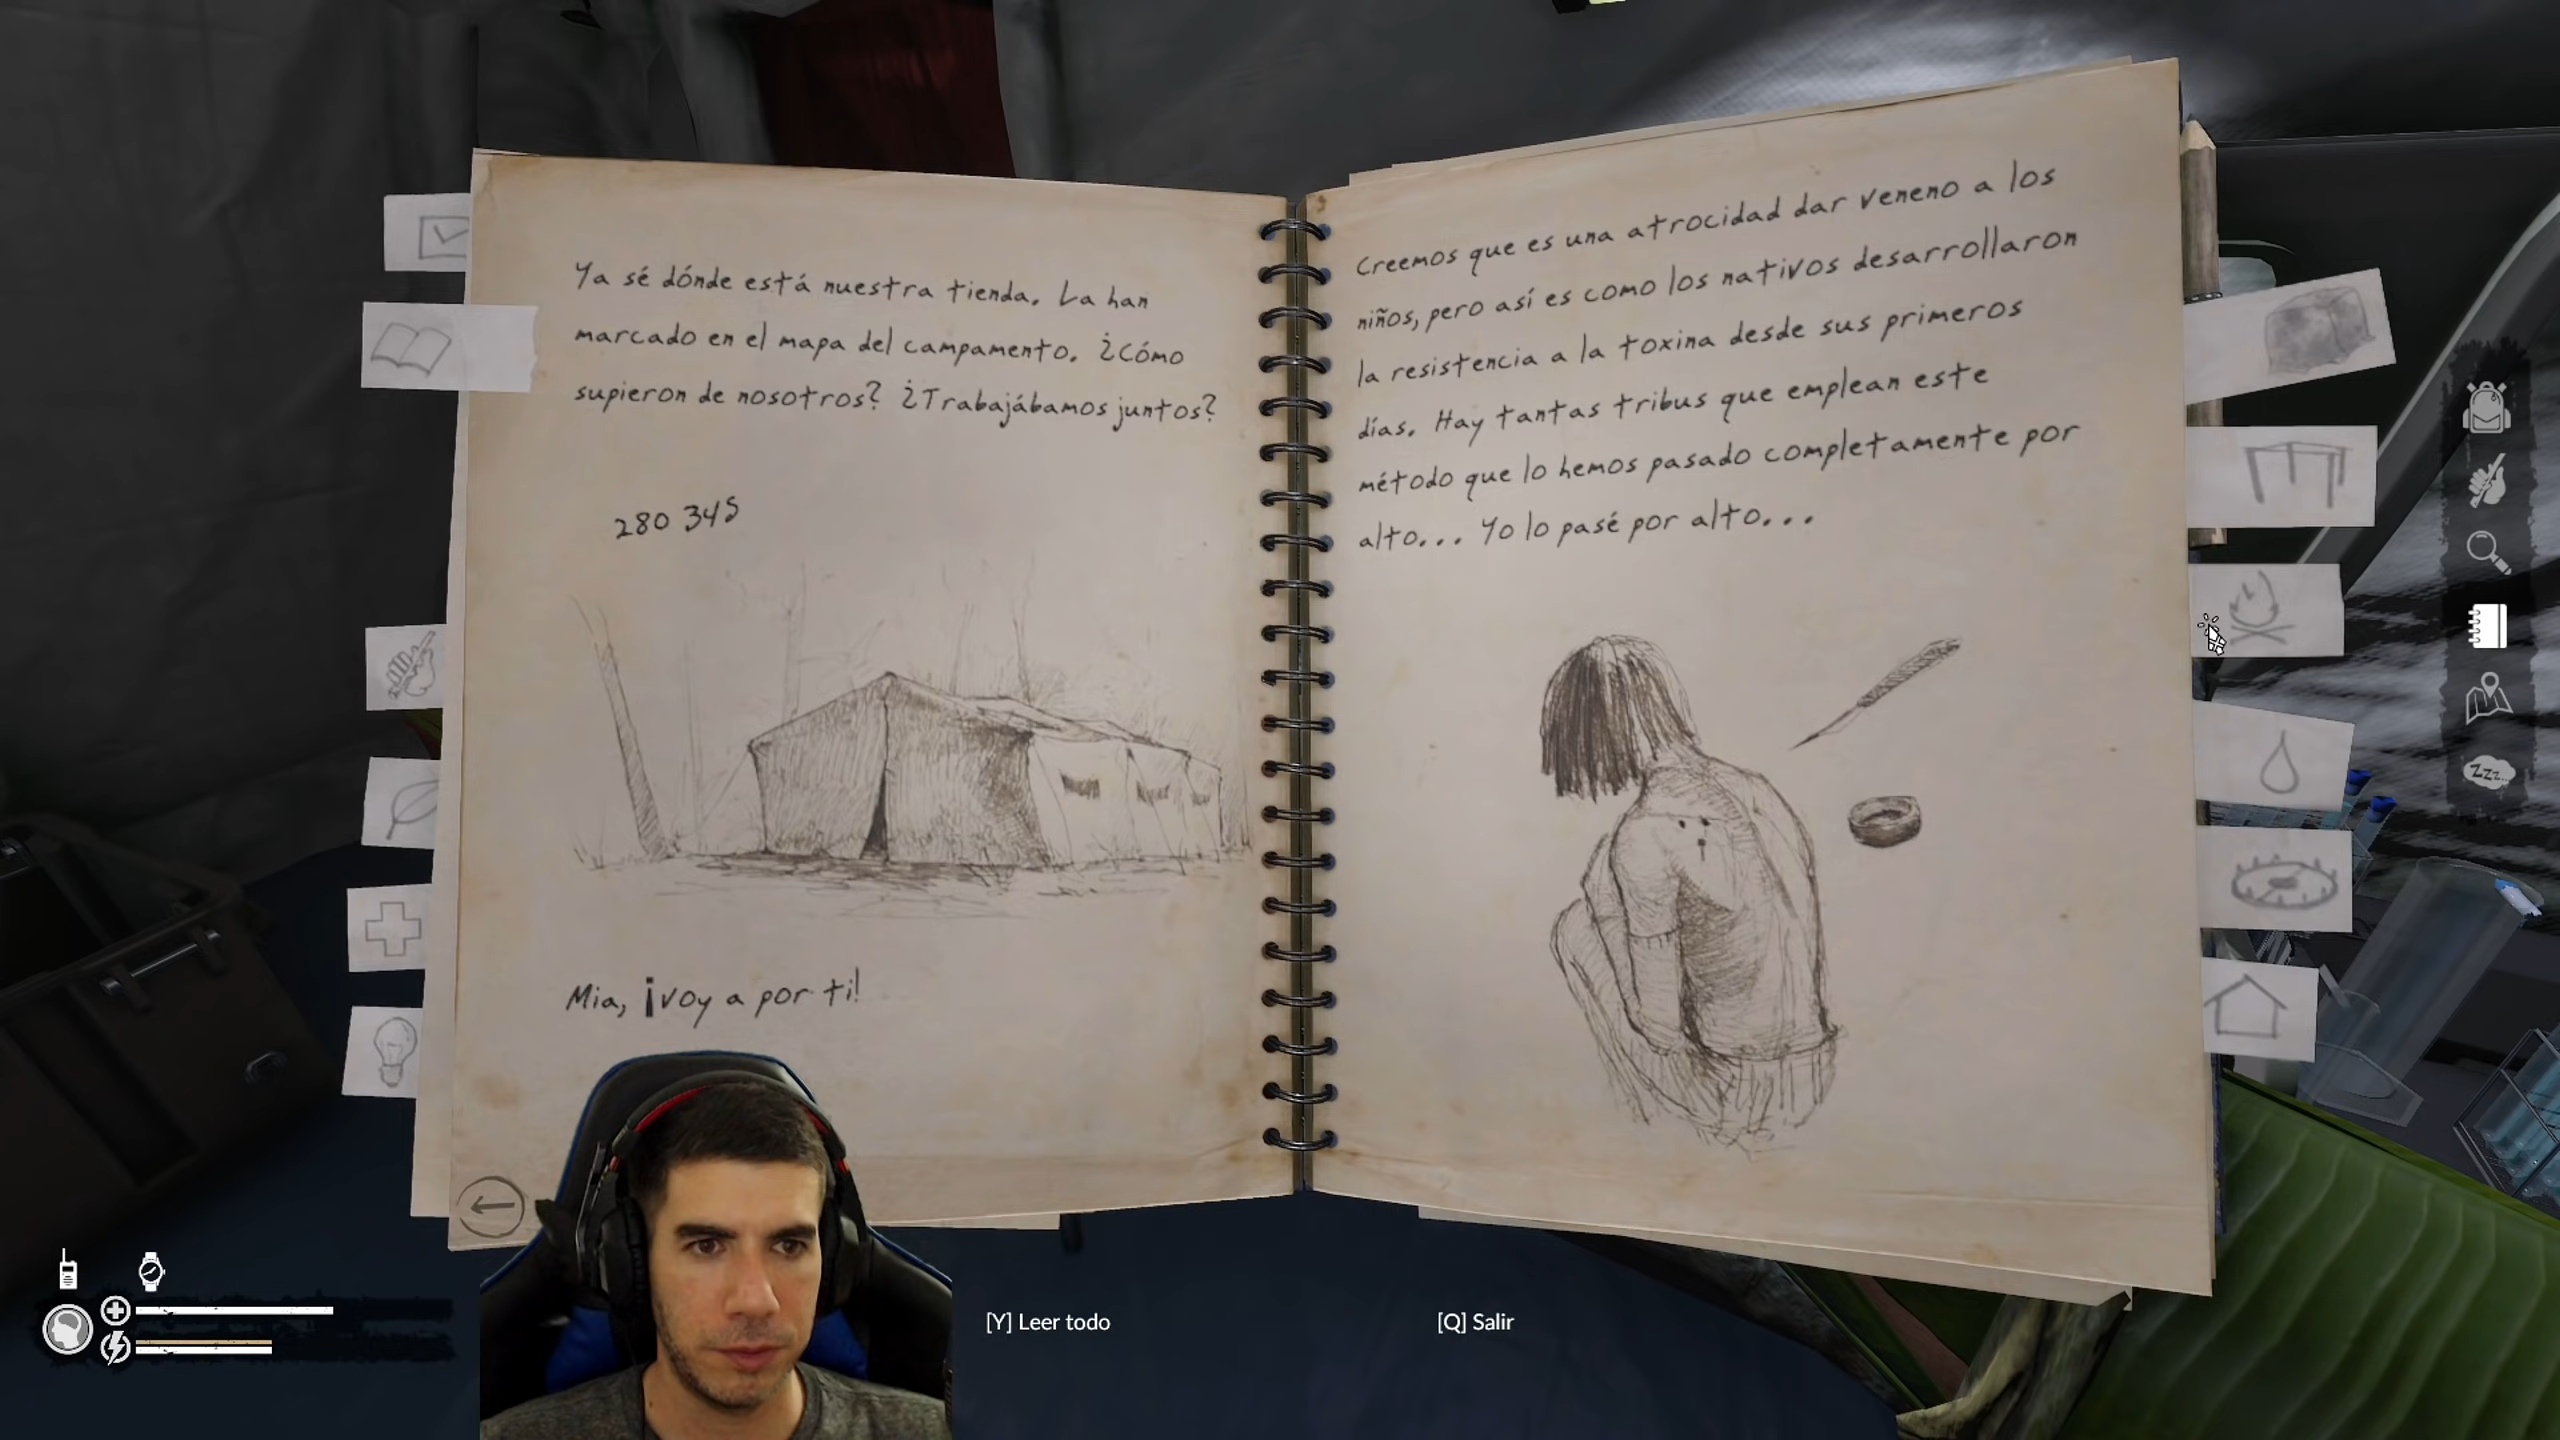 Ya sé dónde está nuestra tienda. La han
marcado en el mapa del campamento. ¿Cómo
supieron de nosotros? ¿Trabajábamos juntos?
280 345
Mia, ¡voy a por ti!
Creemos que es una atrocidad dar veneno a los
niños, pero así es como los nativos desarrollaron
la resistencia a la toxina desde sus primeros
días. Hay tantas tribus que emplean este
método que lo hemos pasado completamente por
alto... Yo lo pasé por alto...
Zzz...
[Y] Leer todo
[Q] Salir